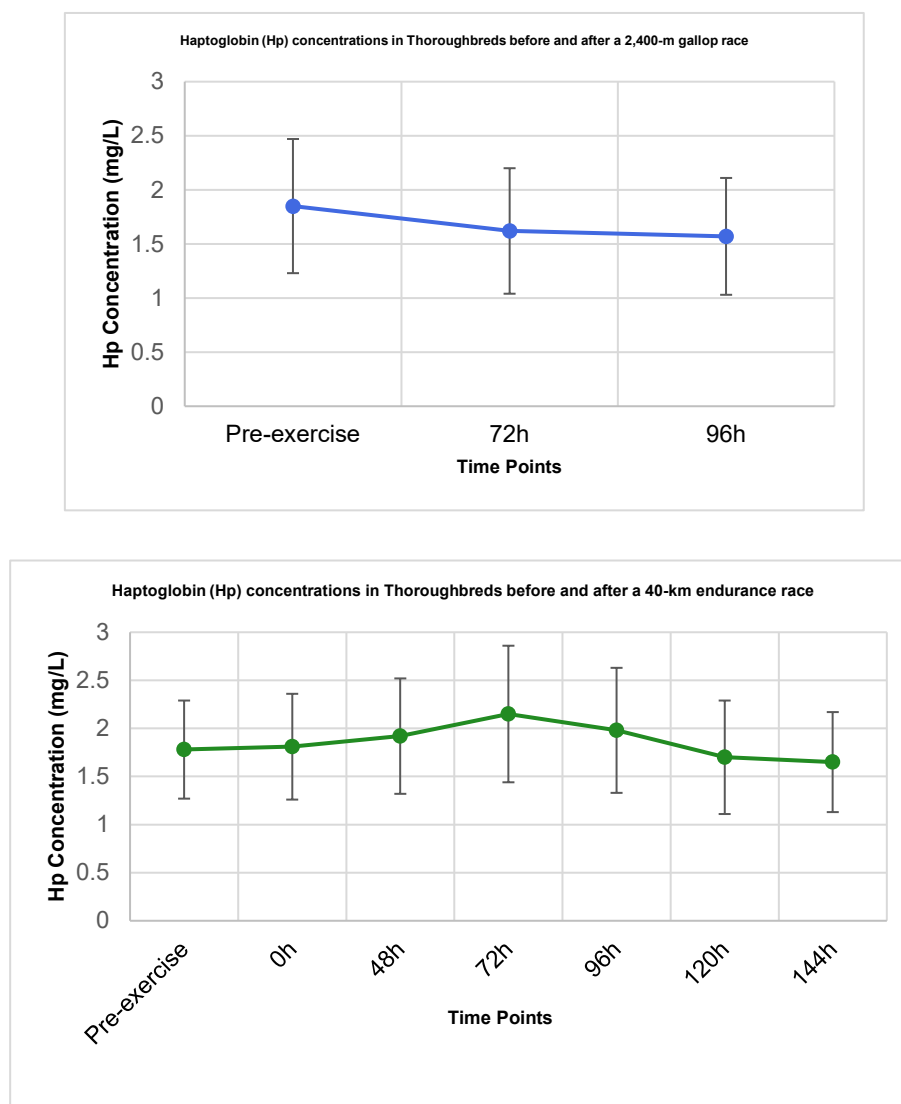 Haptoglobin (Hp) concentrations in Thoroughbreds before and after a 2,400-m gallop race
3
2.5
2
1.5
1
0.5
0
Hp Concentration (mg/L)
Pre-exercise 72h 96h
Time Points
Haptoglobin (Hp) concentrations in Thoroughbreds before and after a 40-km endurance race
3
2.5
2
1.5
1
0.5
0
Hp Concentration (mg/L)
Pre-exercise 0h 48h 72h 96h 120h 144h
Time Points